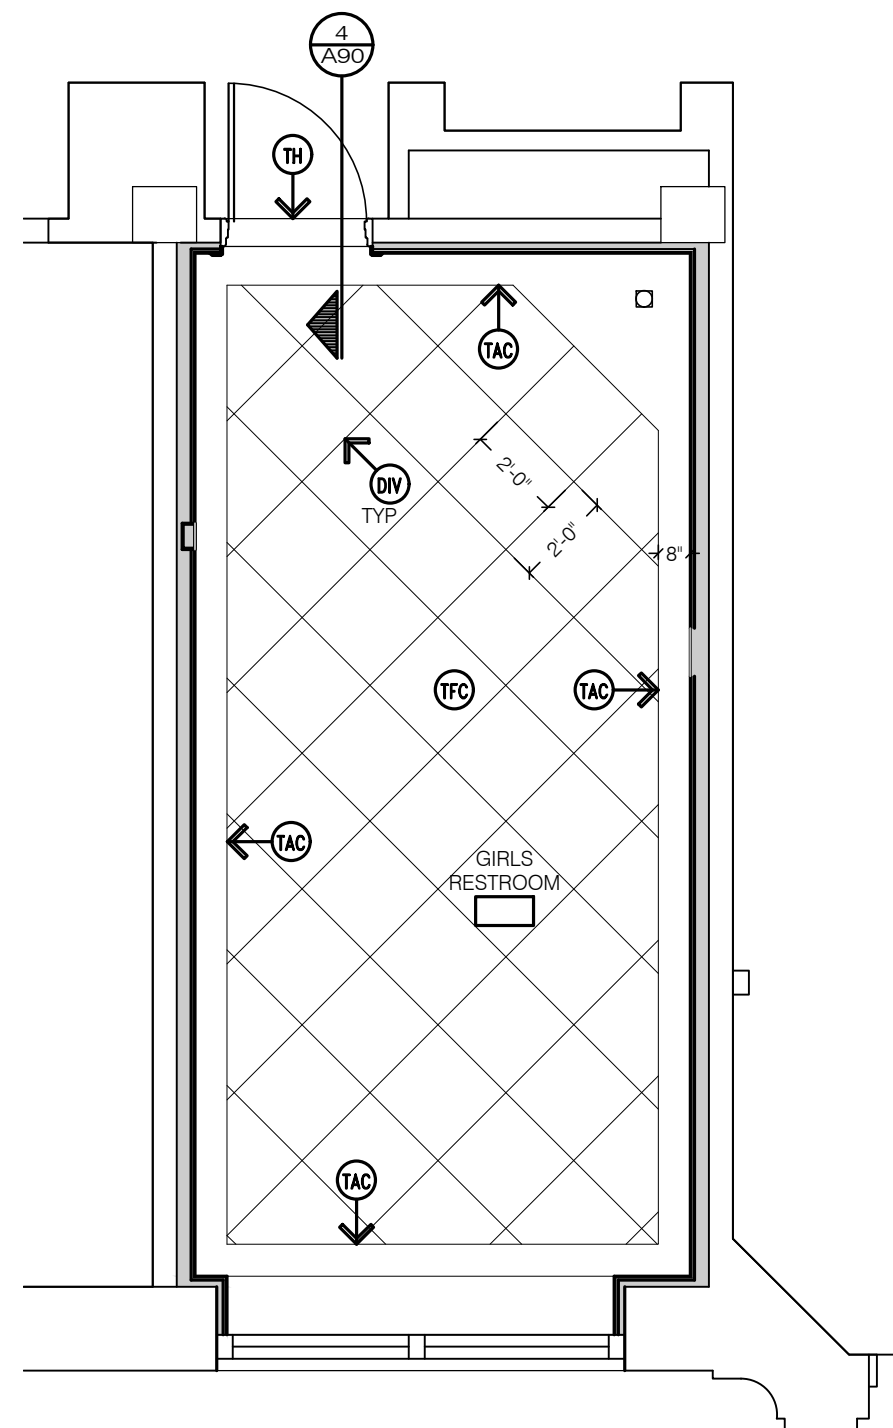 4
A90
TH
TAC
DIV
TYP
2'-0"
2'-0"
8"
TFC
TAC
TAC
GIRLS
RESTROOM
TAC